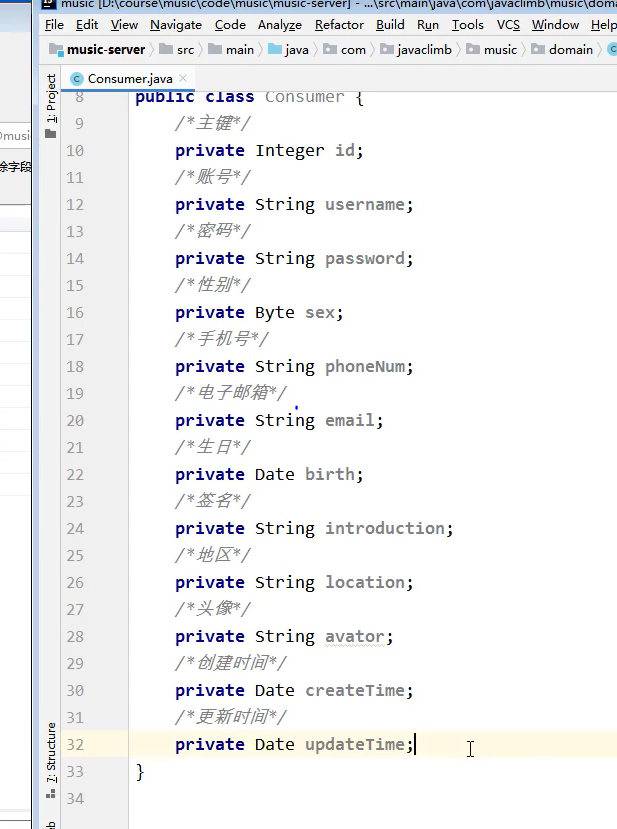 music [D:\course\music\code\music\music-server] - ...\src\main\java\com\javaclimb\music\doma
File Edit View Navigate Code Analyze Refactor Build Run Tools VCS Window Help
music-server src main java com javaclimb music domain
Consumer.java
1: Project
music
除字段
8 public class Consumer {
9 /*主键*/
10 private Integer id;
11 /*账号*/
12 private String username;
13 /*密码*/
14 private String password;
15 /*性别*/
16 private Byte sex;
17 /*手机号*/
18 private String phoneNum;
19 /*电子邮箱*/
20 private String email;
21 /*生日*/
22 private Date birth;
23 /*签名*/
24 private String introduction;
25 /*地区*/
26 private String location;
27 /*头像*/
28 private String avator;
29 /*创建时间*/
30 private Date createTime;
31 /*更新时间*/
32 private Date updateTime;
33 }
34
7: Structure